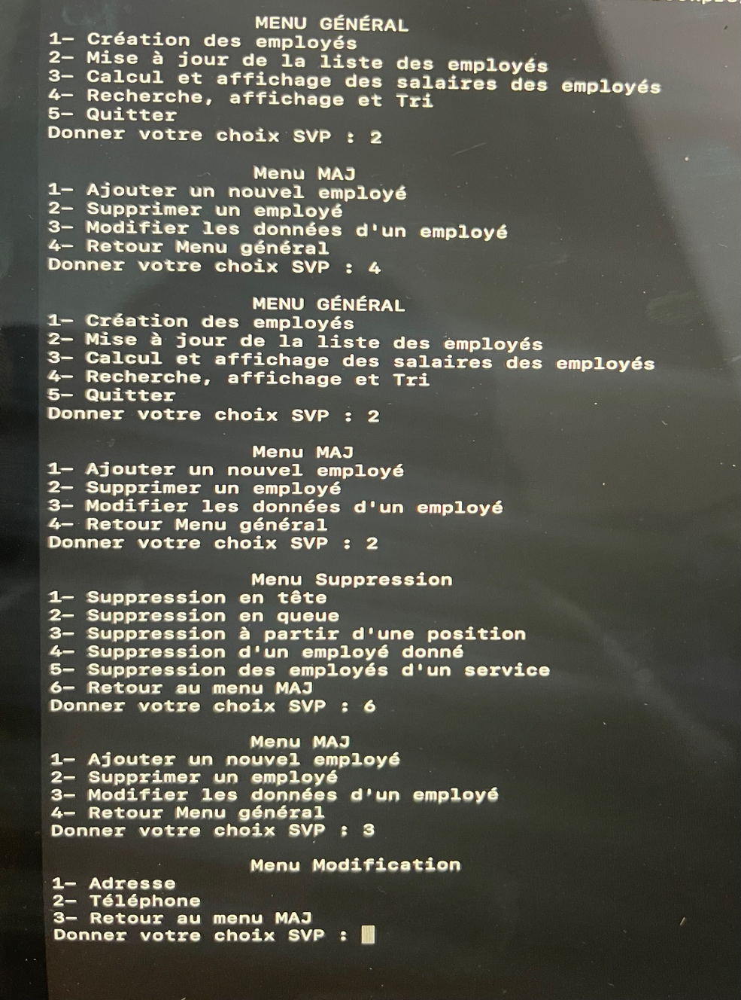 MENU GÉNÉRAL
1– Création des employés
2– Mise à jour de la liste des employés
3– Calcul et affichage des salaires des employés
4– Recherche, affichage et Tri
5– Quitter
Donner votre choix SVP : 2
Menu MAJ
1– Ajouter un nouvel employé
2– Supprimer un employé
3– Modifier les données d'un employé
4– Retour Menu général
Donner votre choix SVP : 4
MENU GÉNÉRAL
1– Création des employés
2– Mise à jour de la liste des employés
3– Calcul et affichage des salaires des employés
4– Recherche, affichage et Tri
5– Quitter
Donner votre choix SVP : 2
Menu MAJ
1– Ajouter un nouvel employé
2– Supprimer un employé
3– Modifier les données d'un employé
4– Retour Menu général
Donner votre choix SVP : 2
Menu Suppression
1– Suppression en tête
2– Suppression en queue
3– Suppression à partir d'une position
4– Suppression d'un employé donné
5– Suppression des employés d'un service
6– Retour au menu MAJ
Donner votre choix SVP : 6
Menu MAJ
1– Ajouter un nouvel employé
2– Supprimer un employé
3– Modifier les données d'un employé
4– Retour Menu général
Donner votre choix SVP : 3
Menu Modification
1– Adresse
2– Téléphone
3– Retour au menu MAJ
Donner votre choix SVP :